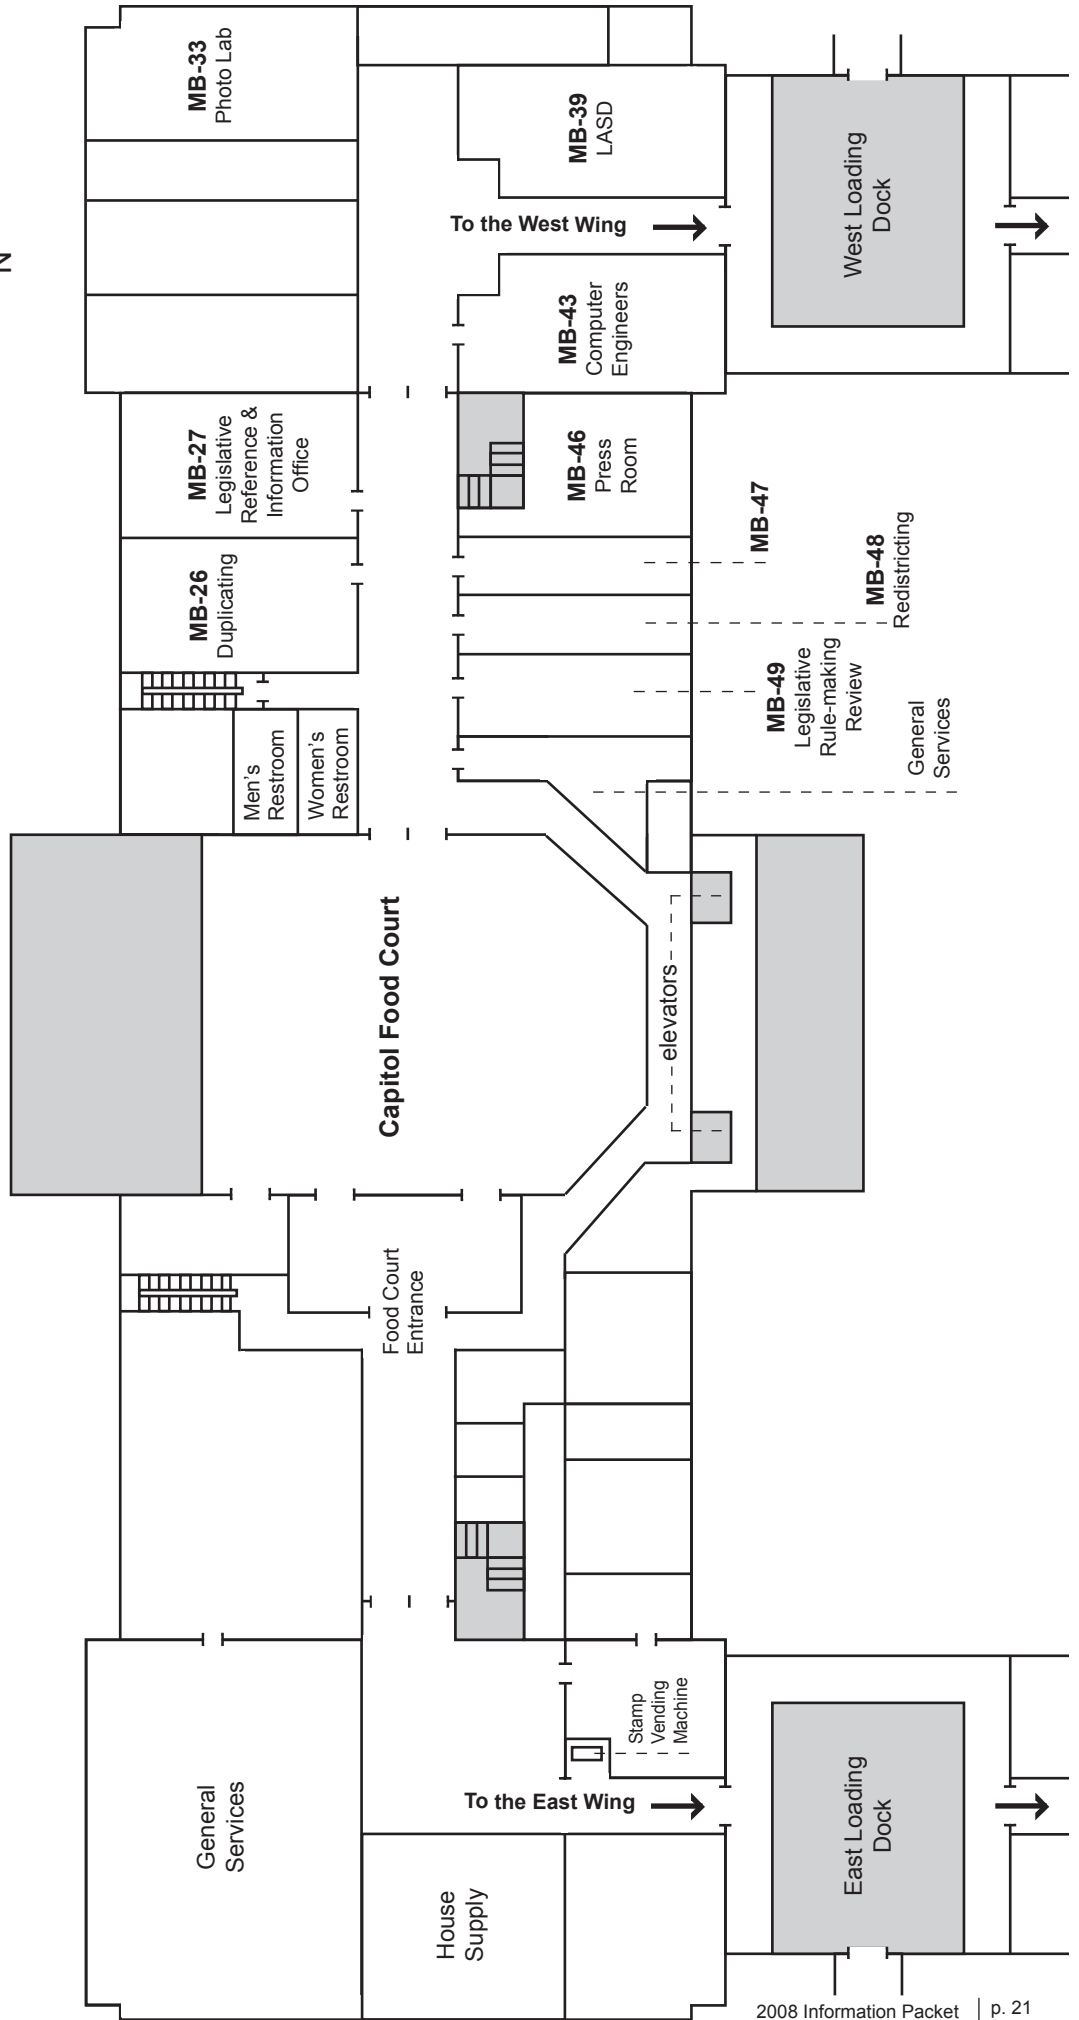 N
MB-33
Photo Lab
MB-39
LASD
To the West Wing
West Loading
Dock
MB-43
Computer
Engineers
MB-27
Legislative
Reference &
Information
Office
MB-46
Press
Room
MB-47
MB-26
Duplicating
MB-48
Redistricting
MB-49
Legislative
Rule-making
Review
General
Services
Men's
Restroom
Women's
Restroom
Capitol Food Court
elevators
Food Court
Entrance
Stamp
Vending
Machine
To the East Wing
General
Services
House
Supply
East Loading
Dock
2008 Information Packet | p. 21